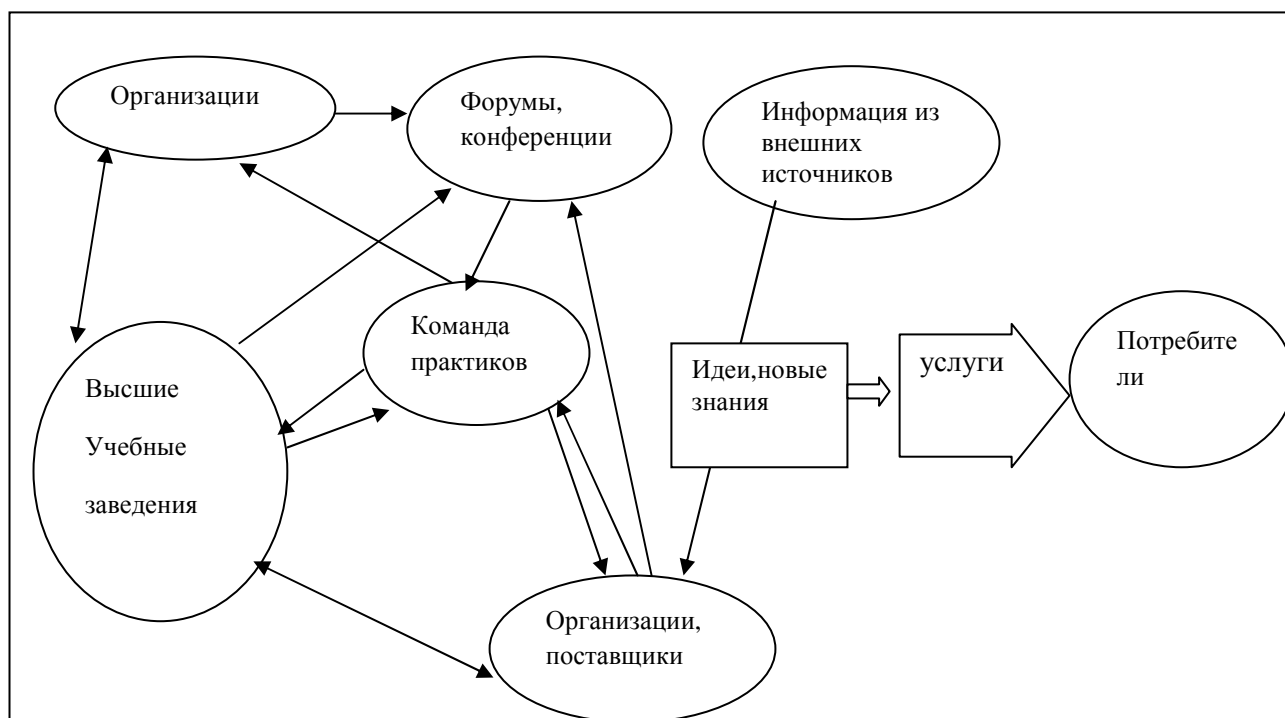 Организации
Форумы,
конференции
Информация из
внешних
источников
Команда
практиков
Высшие
Учебные
заведения
Идеи,новые
знания
услуги
Потребите
ли
Организации,
поставщики